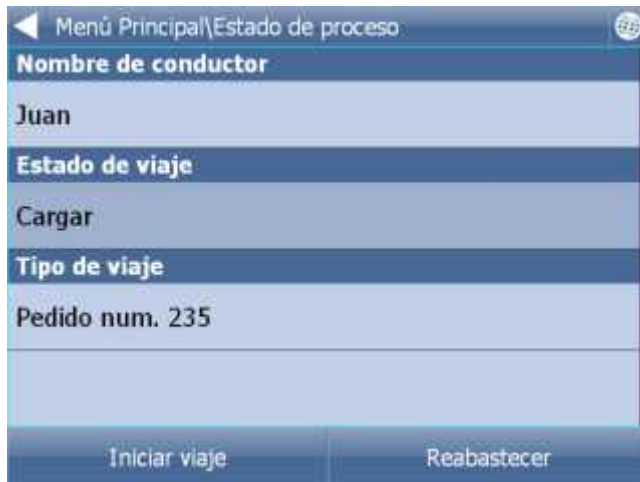 Menú Principal\Estado de proceso
Nombre de conductor
Juan
Estado de viaje
Cargar
Tipo de viaje
Pedido num. 235
Iniciar viaje
Reabastecer